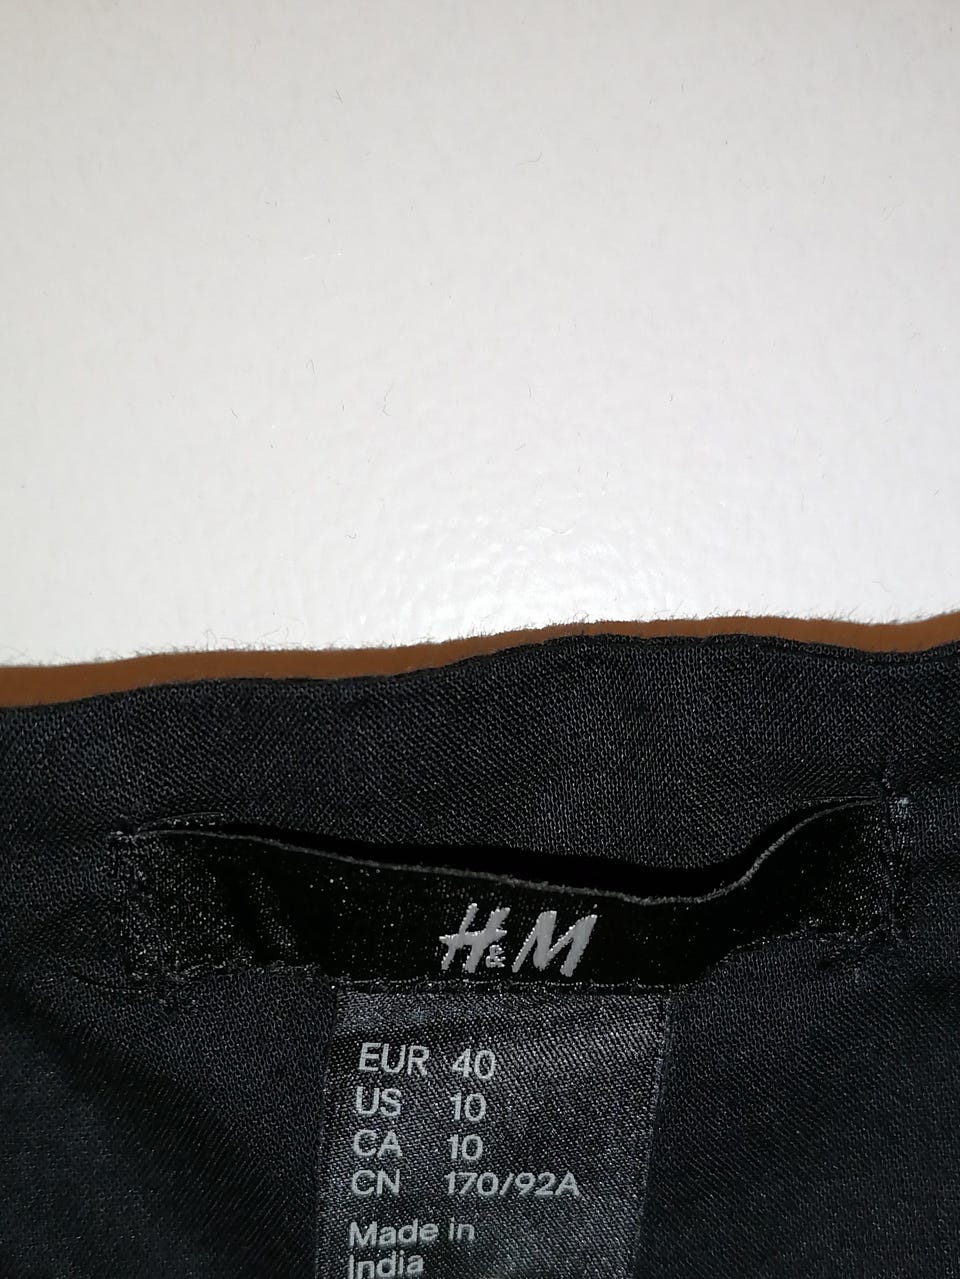 H&M
EUR 40
US 10
CA 10
CN 170/92A
Made in
India